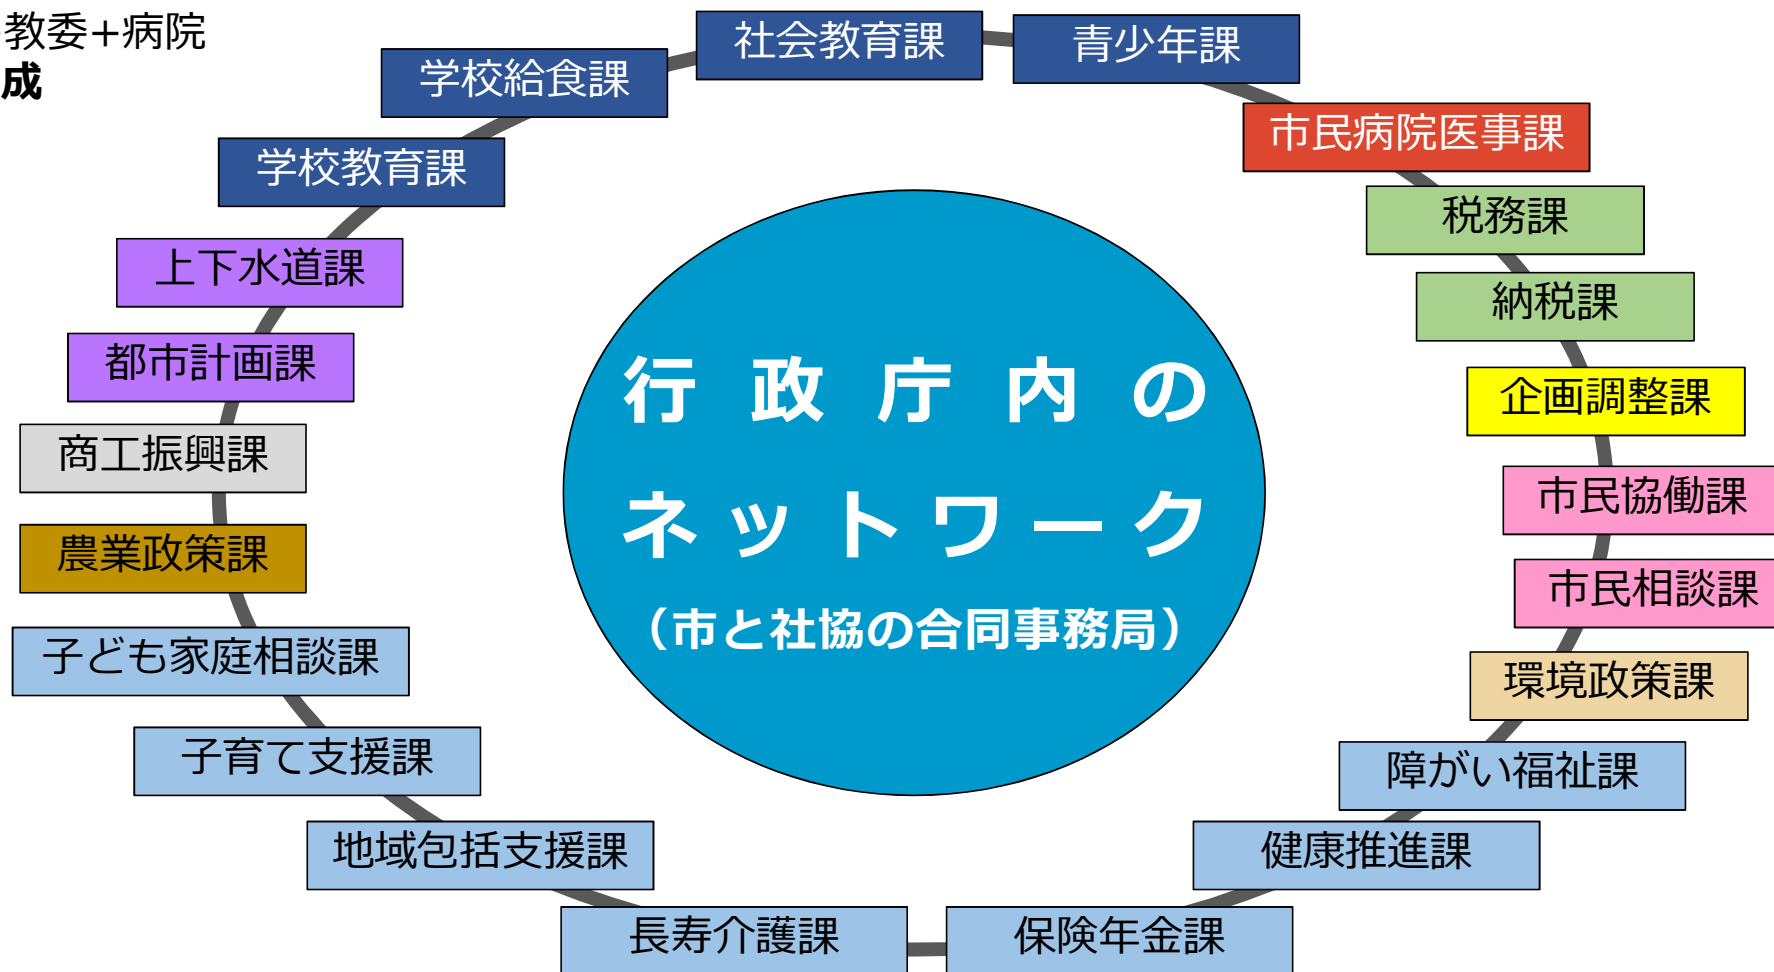 教委+病院
成
社会教育課
青少年課
学校給食課
市民病院医事課
学校教育課
税務課
上下水道課
納税課
都市計画課
企画調整課
商工振興課
市民協働課
農業政策課
市民相談課
子ども家庭相談課
環境政策課
子育て支援課
障がい福祉課
地域包括支援課
健康推進課
長寿介護課
保険年金課
行政庁内の
ネットワーク
（市と社協の合同事務局）